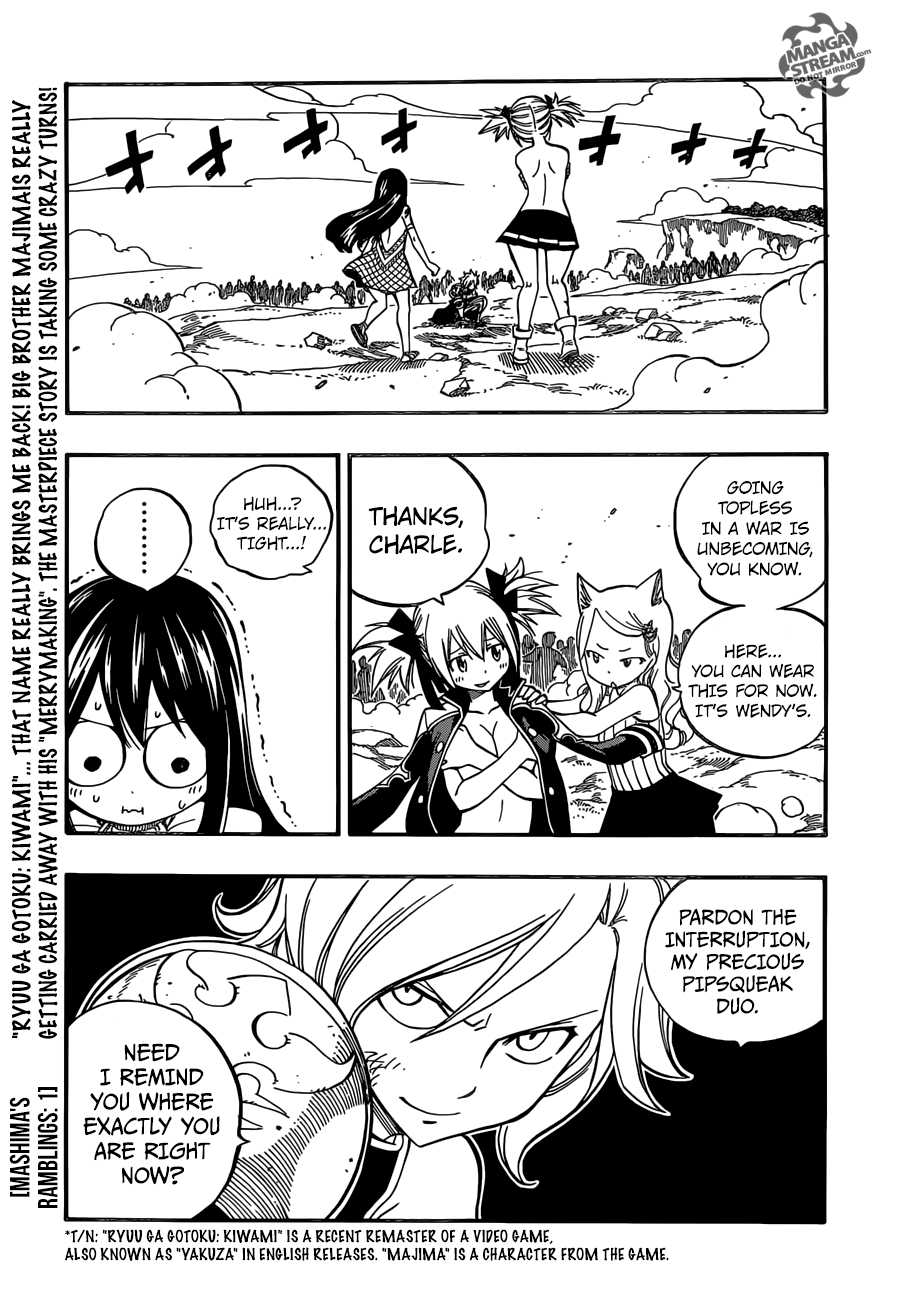 MANGA
STREAM.com
DO NOT MIRROR
[MASHIMA'S "RYUU GA GOTOKU: KIWAMI"... THAT NAME REALLY BRINGS ME BACK! BIG BROTHER MAJIMAIS REALLY
RAMBLINGS: 1] GETTING CARRIED AWAY WITH HIS "MERRYMAKING". THE MASTERPIECE STORY IS TAKING SOME CRAZY TURNS!
GOING
TOPLESS
IN A WAR IS
UNBECOMING,
YOU KNOW.
HERE...
YOU CAN WEAR
THIS FOR NOW.
IT'S WENDY'S.
THANKS,
CHARLE.
HUH...?
IT'S REALLY...
TIGHT...!
........
PARDON THE
INTERRUPTION,
MY PRECIOUS
PIPSQUEAK
DUO.
NEED
I REMIND
YOU WHERE
EXACTLY YOU
ARE RIGHT
NOW?
*T/N: "RYUU GA GOTOKU: KIWAMI" IS A RECENT REMASTER OF A VIDEO GAME,
ALSO KNOWN AS "YAKUZA" IN ENGLISH RELEASES. "MAJIMA" IS A CHARACTER FROM THE GAME.